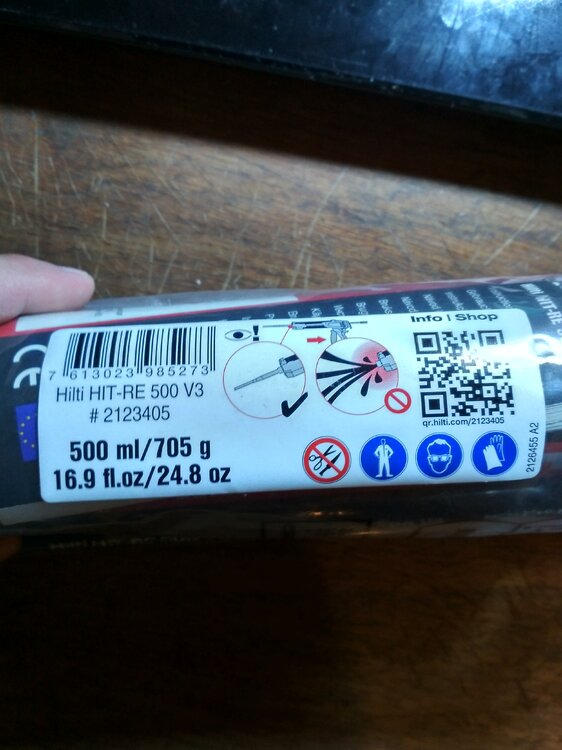 CE
7 613023 985273
Hilti HIT-RE 500 V3
# 2123405
500 ml/705 g
16.9 fl.oz/24.8 oz
Info | Shop
qr.hilti.com/2123405
2126455 A2